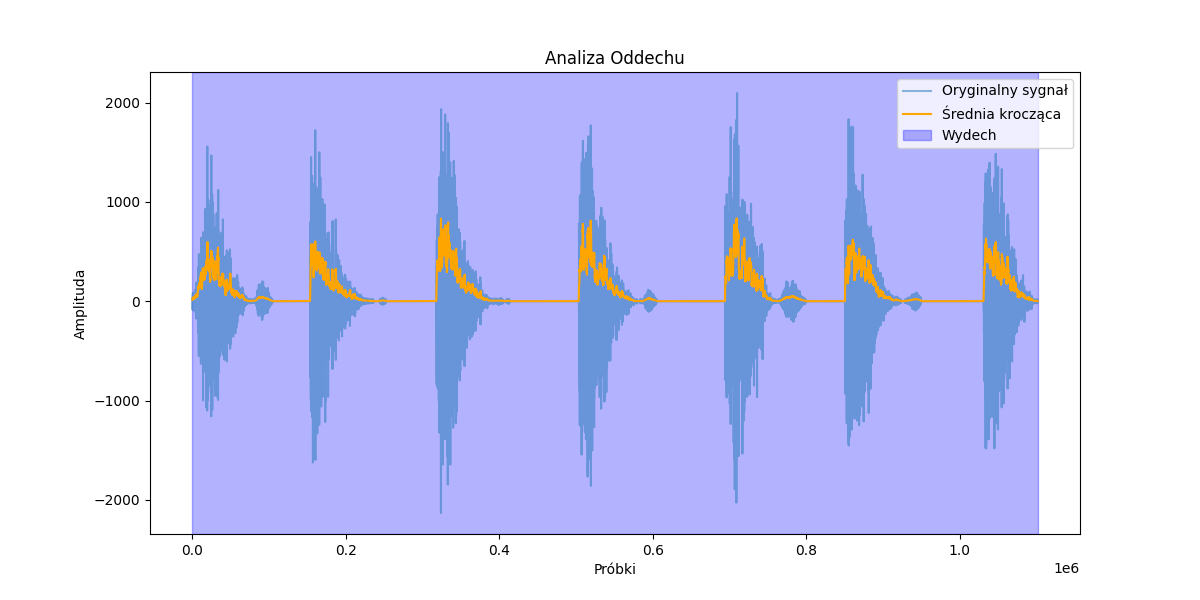 Analiza Oddechu
Oryginalny sygnał
Średnia krocząca
Wydech
Amplituda
2000
1000
0
−1000
−2000
0.0 0.2 0.4 0.6 0.8 1.0
1e6
Próbki